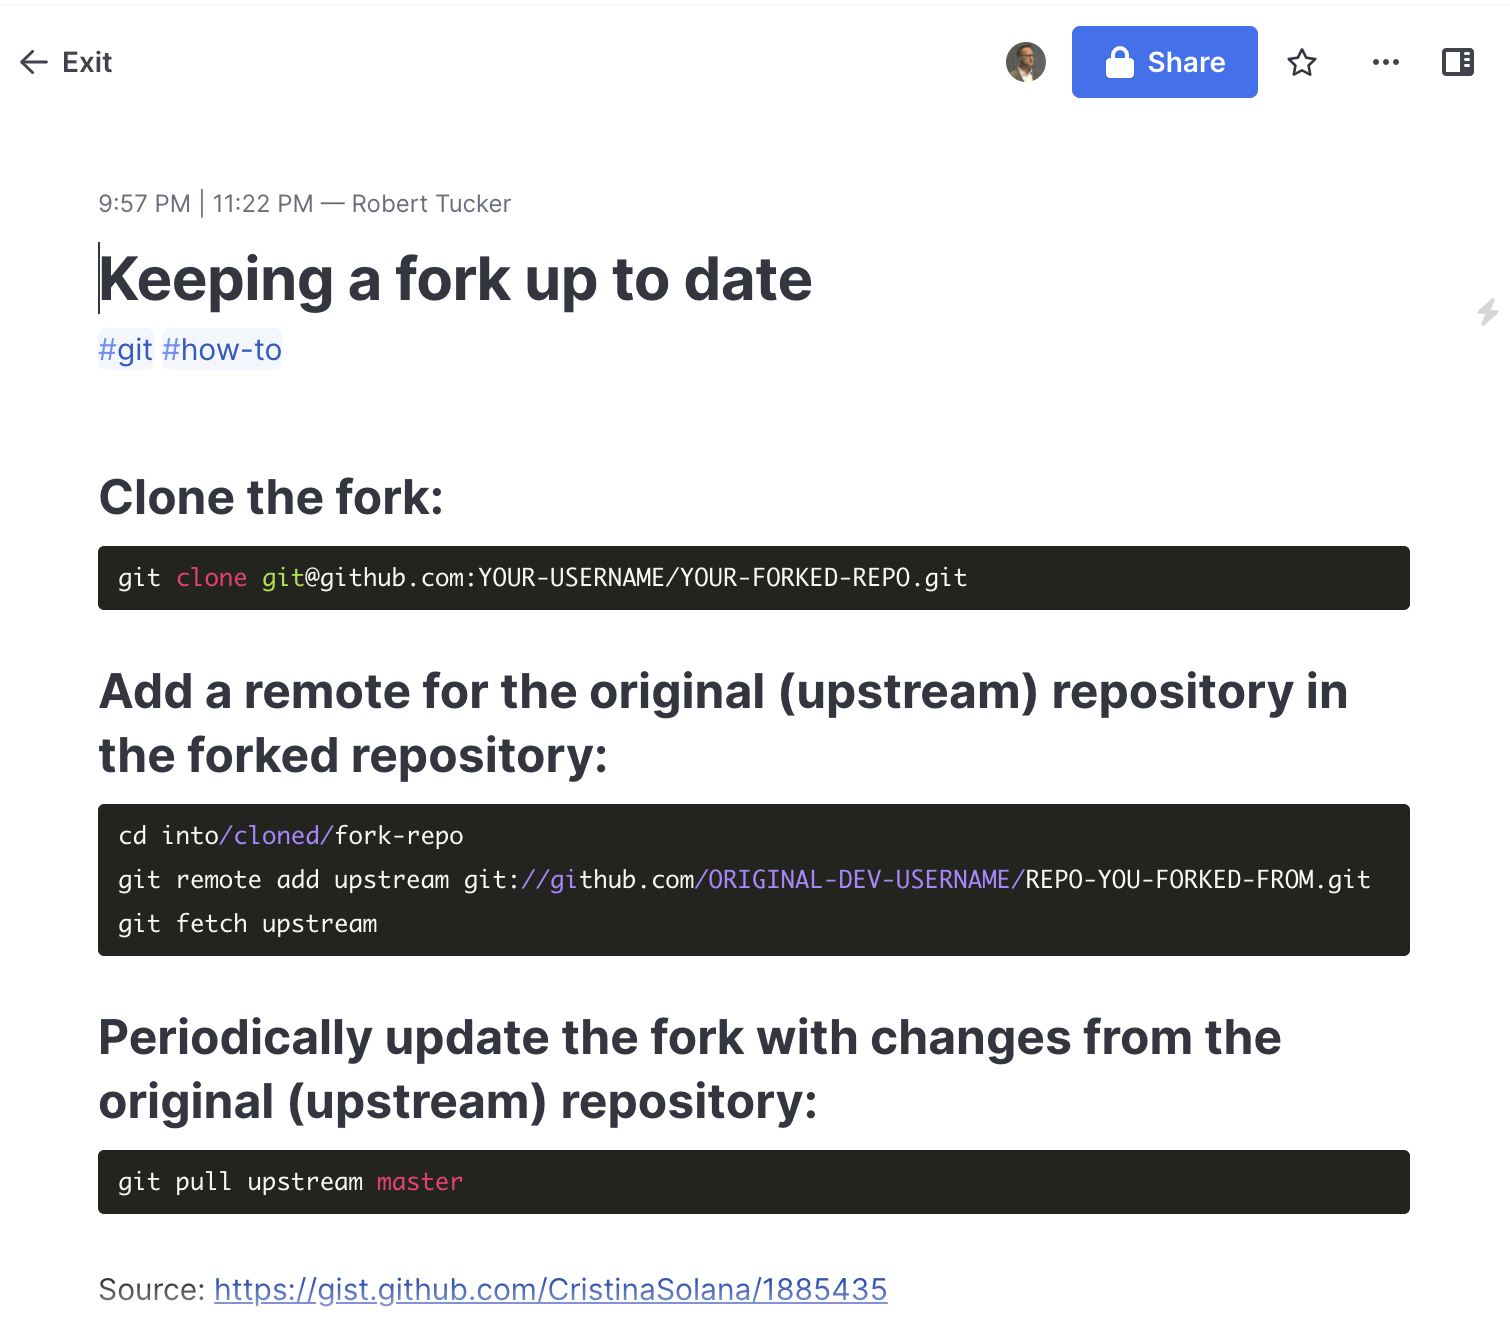 Exit
Share
9:57 PM | 11:22 PM — Robert Tucker
Keeping a fork up to date
#git #how-to
Clone the fork:
git clone git@github.com:YOUR-USERNAME/YOUR-FORKED-REPO.git
Add a remote for the original (upstream) repository in
the forked repository:
cd into/cloned/fork-repo
git remote add upstream git://github.com/ORIGINAL-DEV-USERNAME/REPO-YOU-FORKED-FROM.git
git fetch upstream
Periodically update the fork with changes from the
original (upstream) repository:
git pull upstream master
Source: https://gist.github.com/CristinaSolana/1885435